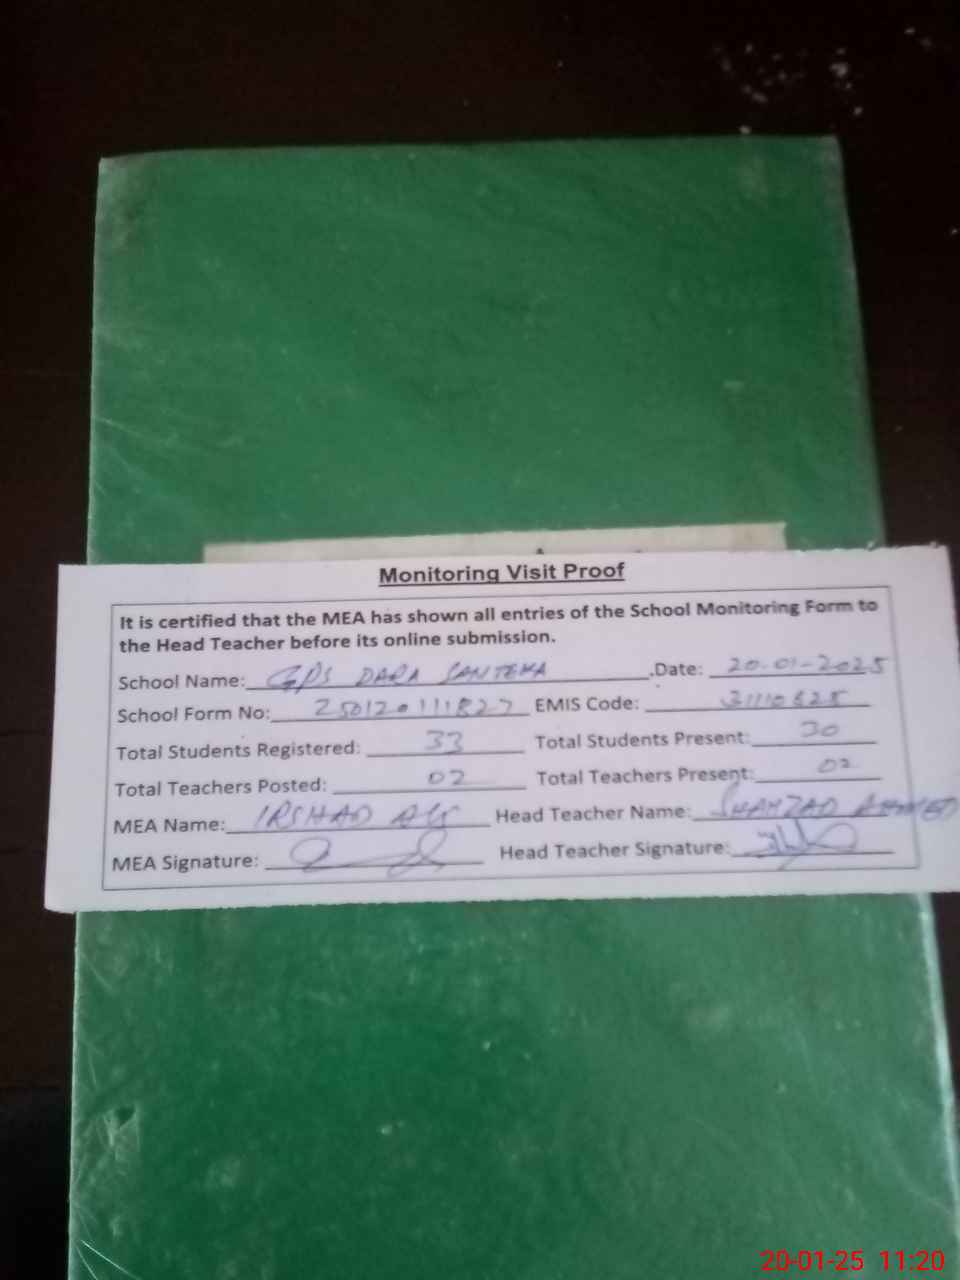 Monitoring Visit Proof
It is certified that the MEA has shown all entries of the School Monitoring Form to
the Head Teacher before its online submission.
School Name: GPS DARA SANTEKA .Date: 20-01-2025
School Form No: 250120111827 EMIS Code: 31110625
Total Students Registered: 33 Total Students Present: 30
Total Teachers Posted: 02 Total Teachers Present: 02
MEA Name: IRSHAD ALI Head Teacher Name: SHAHZAD AHMED
MEA Signature: Head Teacher Signature:
20-01-25 11:20